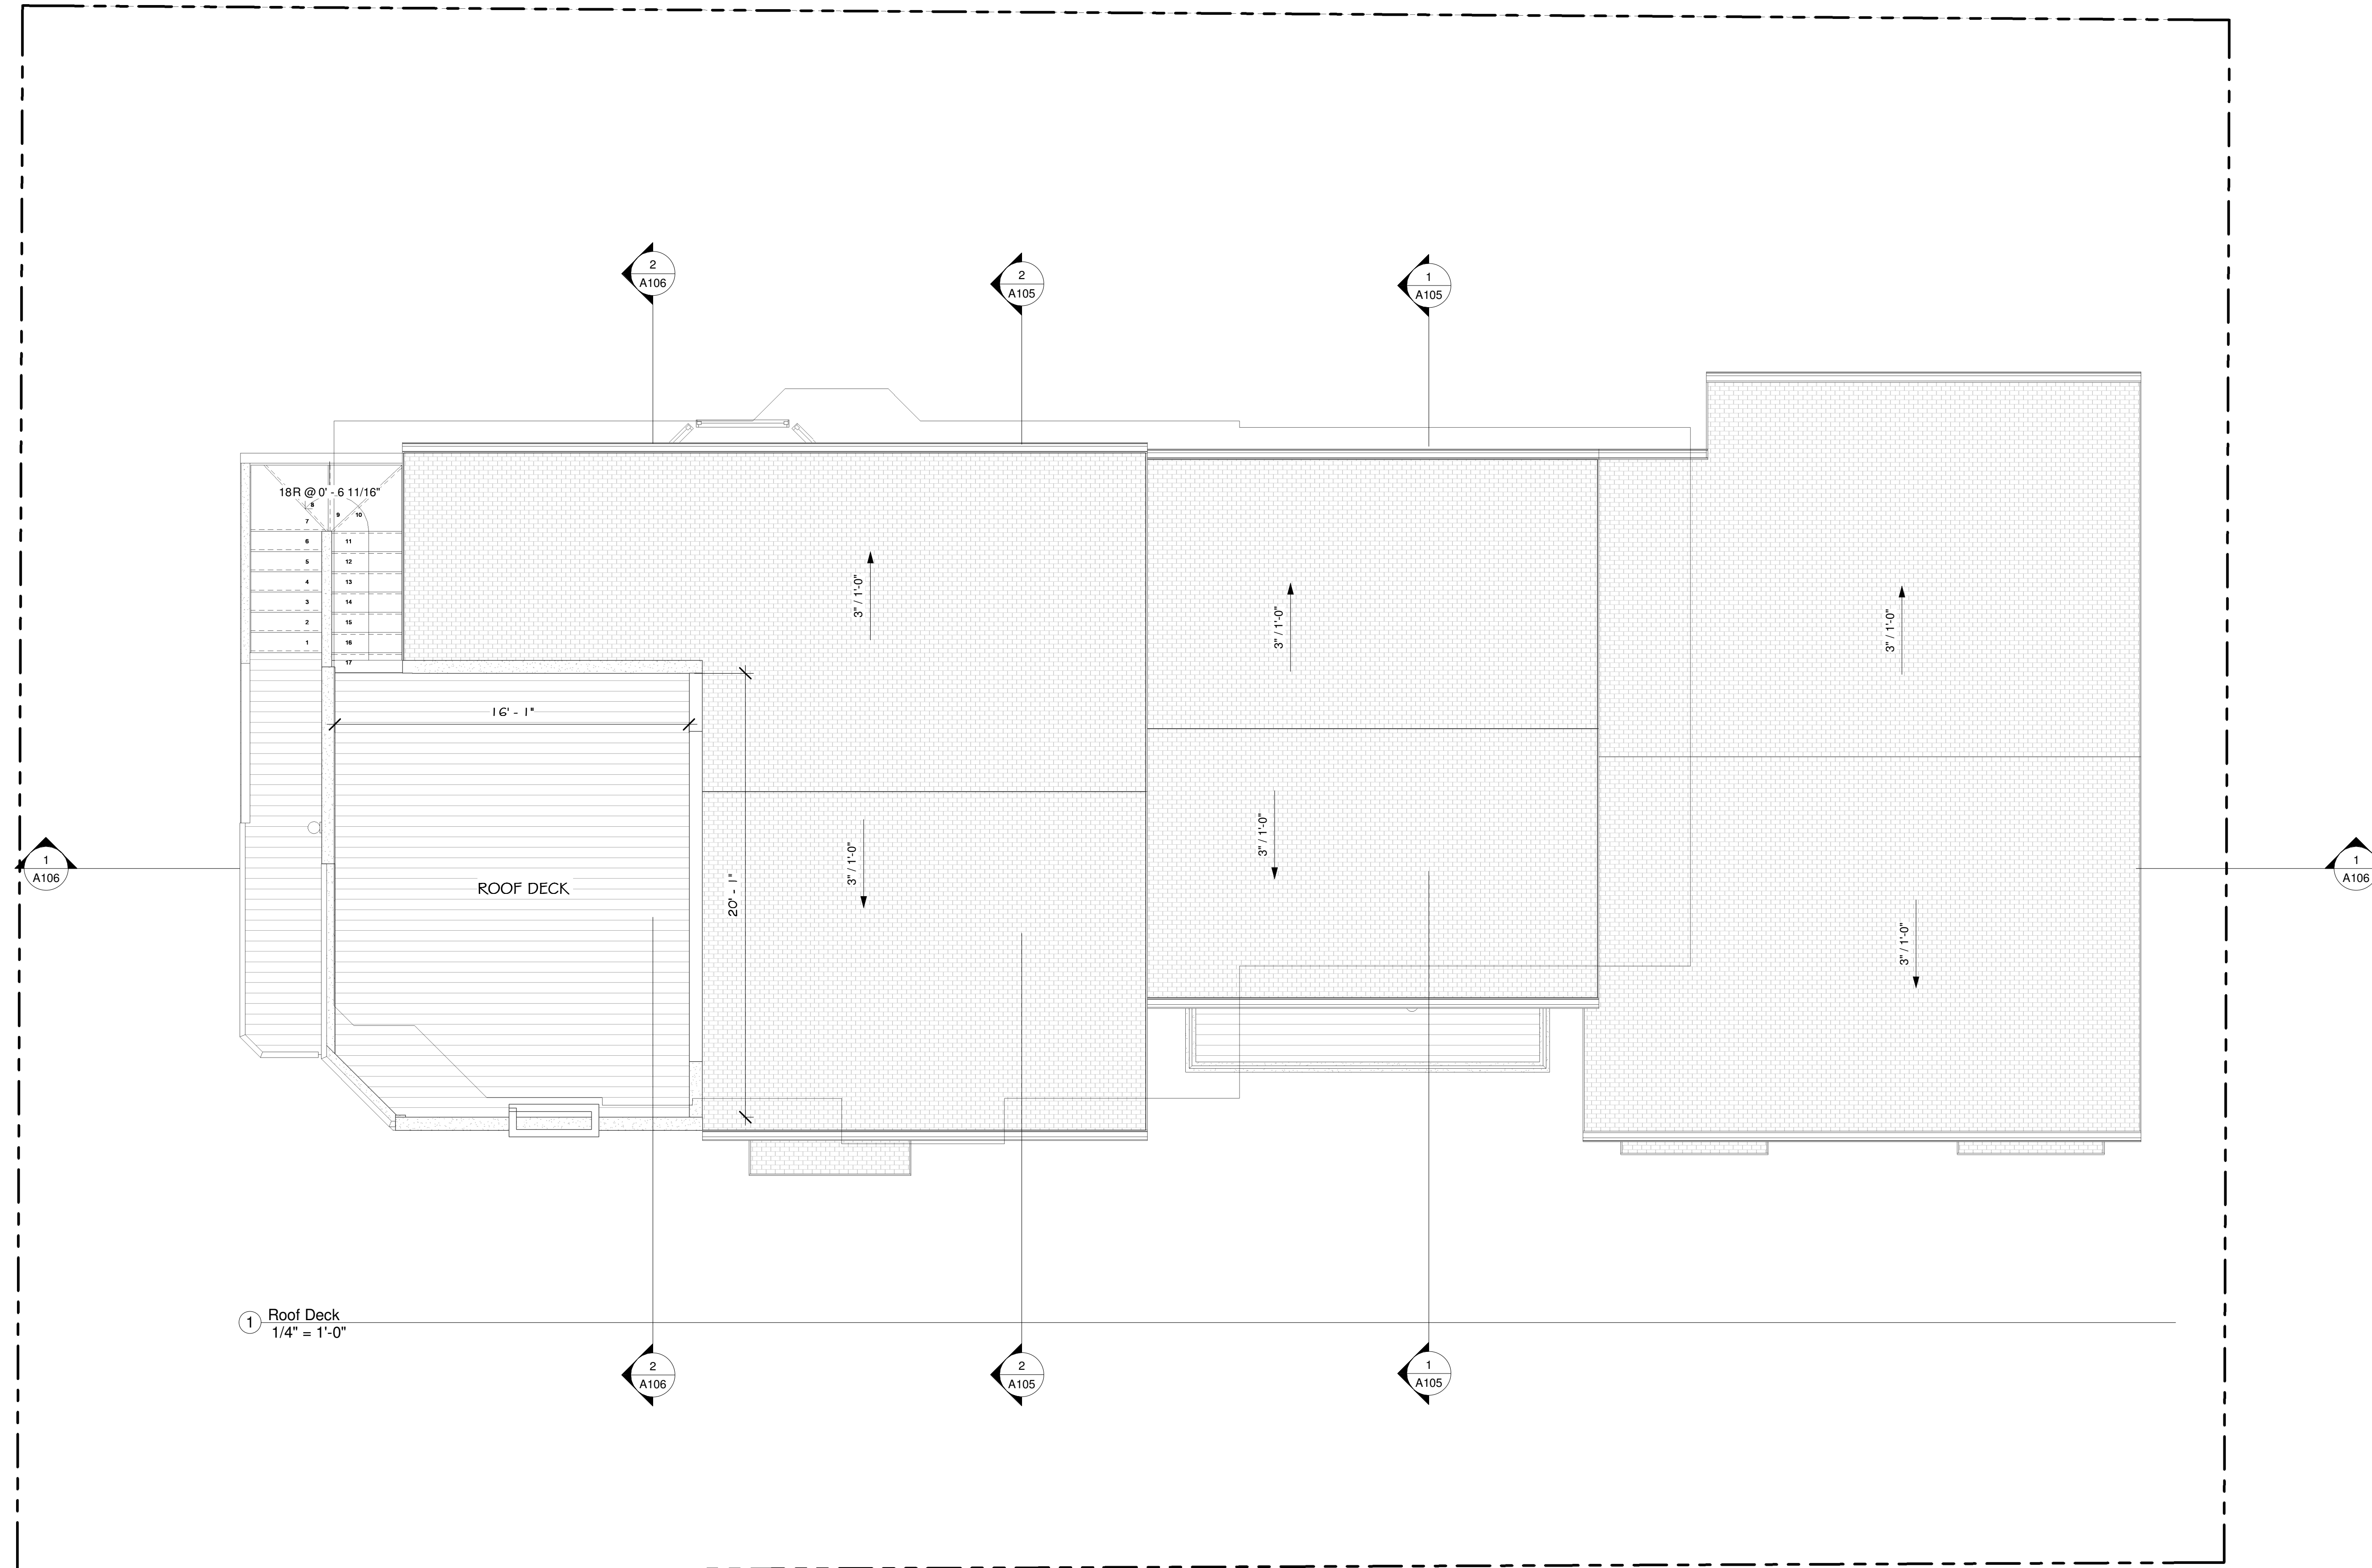 2
A106
2
A105
1
A105
18R @ 0' - 6 11/16"
8
7
9
10
6
11
5
12
4
13
3
14
2
15
1
16
17
3" / 1'-0"
3" / 1'-0"
3" / 1'-0"
16' - 1"
20' - 1"
ROOF DECK
3" / 1'-0"
3" / 1'-0"
3" / 1'-0"
1
A106
1
A106
1
Roof Deck
1/4" = 1'-0"
2
A106
2
A105
1
A105